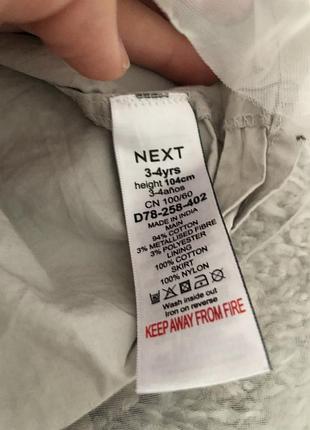 NEXT
3-4yrs
height 104cm
3-4años
CN 100/60
D78-258-402
MADE IN INDIA
MAIN
94% COTTON
3% METALLISED FIBRE
3% POLYESTER
LINING
100% COTTON
SKIRT
100% NYLON
Wash inside out
Iron on reverse
KEEP AWAY FROM FIRE